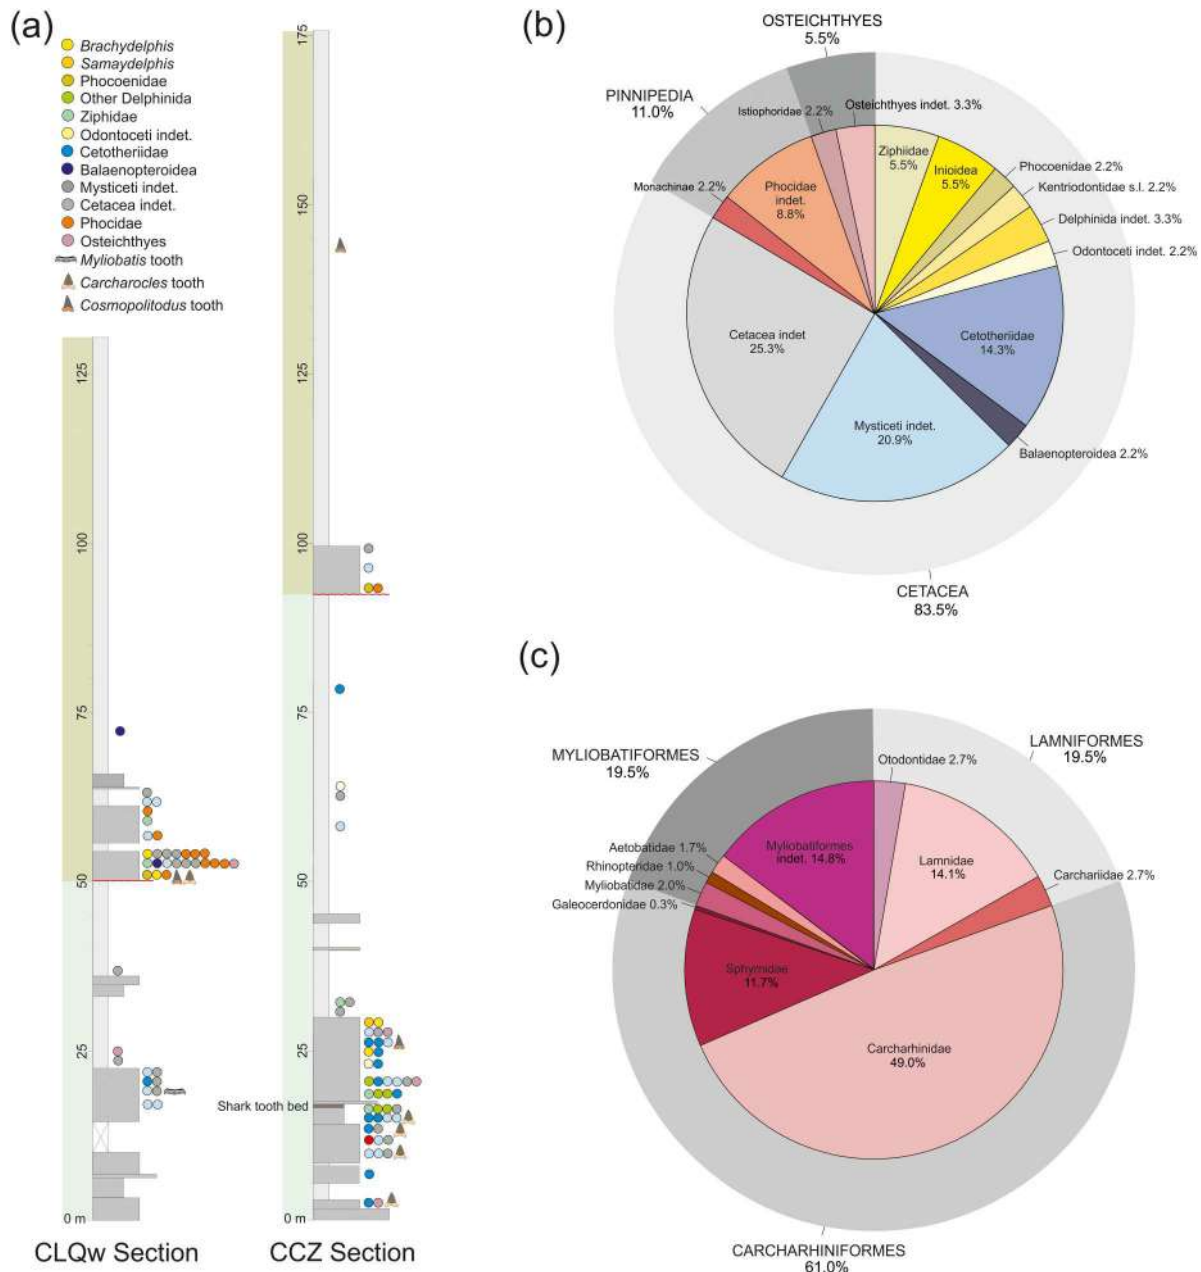 (a)
Brachydelphis
Samaydelphis
Phocoenidae
Other Delphinida
Ziphidae
Odontoceti indet.
Cetotheriidae
Balaenopteroidea
Mysticeti indet.
Cetacea indet.
Phocidae
Osteichthyes
Myliobatis tooth
Carcharocles tooth
Cosmopolitodus tooth
125
100
75
50
25
0 m
CLQw Section
175
150
125
100
75
50
25
Shark tooth bed
0 m
CCZ Section
(b)
OSTEICHTHYES
5.5%
PINNIPEDIA
11.0%
Istiophoridae 2.2%
Osteichthyes indet. 3.3%
Monachinae 2.2%
Phocidae
indet.
8.8%
Ziphiidae
5.5%
Inioidea
5.5%
Phocoenidae 2.2%
Kentriodontidae s.l. 2.2%
Delphinida indet. 3.3%
Odontoceti indet. 2.2%
Cetacea indet
25.3%
Cetotheriidae
14.3%
Mysticeti indet.
20.9%
Balaenopteroidea 2.2%
CETACEA
83.5%
(c)
MYLIOBATIFORMES
19.5%
LAMNIFORMES
19.5%
Otodontidae 2.7%
Aetobatidae 1.7%
Rhinopteridae 1.0%
Myliobatidae 2.0%
Galeocerdonidae 0.3%
Myliobatiformes
indet. 14.8%
Lamnidae
14.1%
Carchariidae 2.7%
Sphyrnidae
11.7%
Carcharhinidae
49.0%
CARCHARHINIFORMES
61.0%